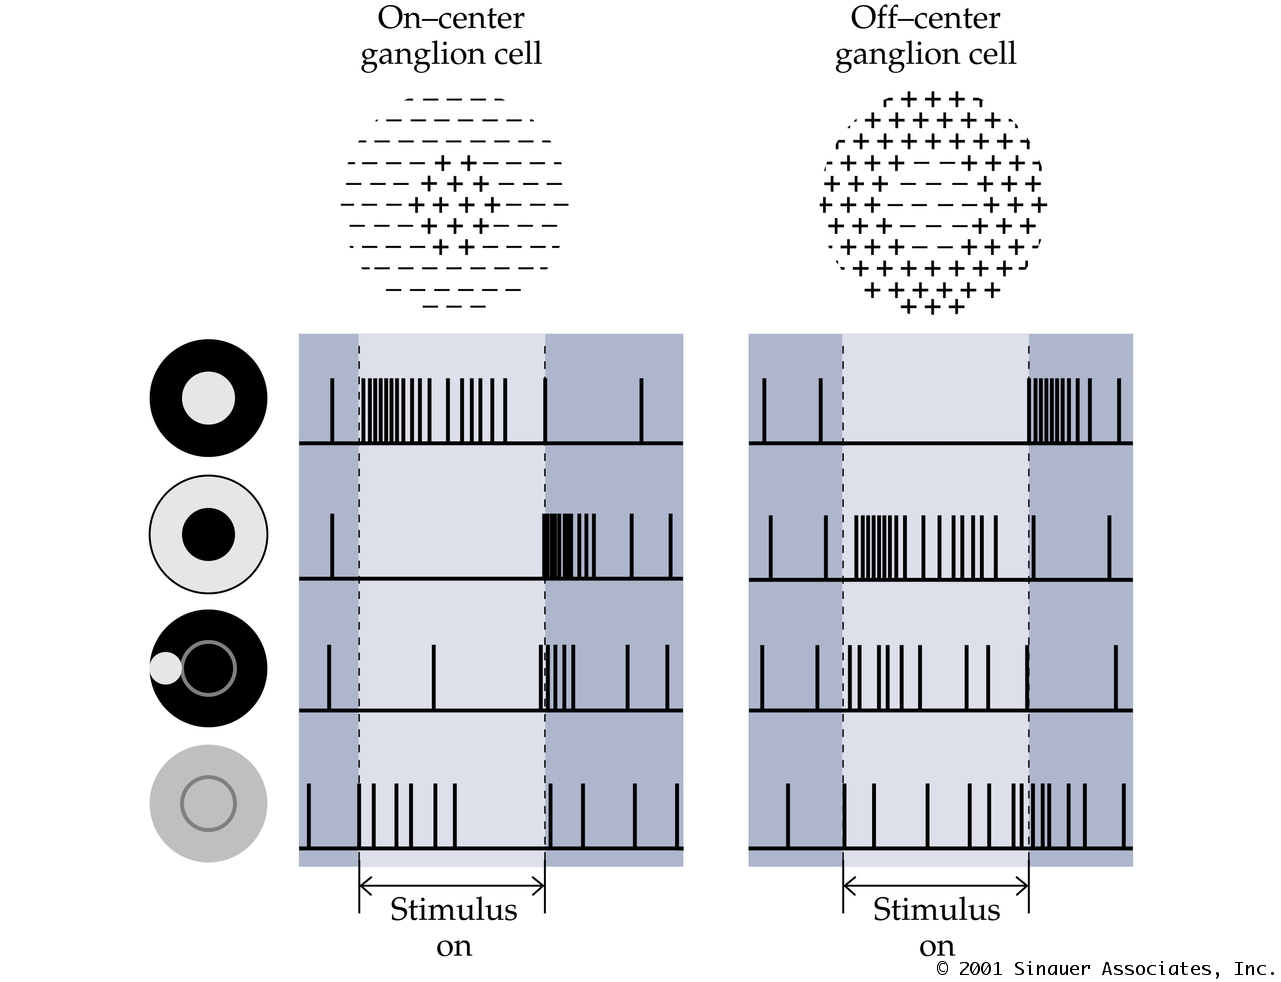 On–center
ganglion cell
Off–center
ganglion cell
Stimulus
on
Stimulus
on
© 2001 Sinauer Associates, Inc.